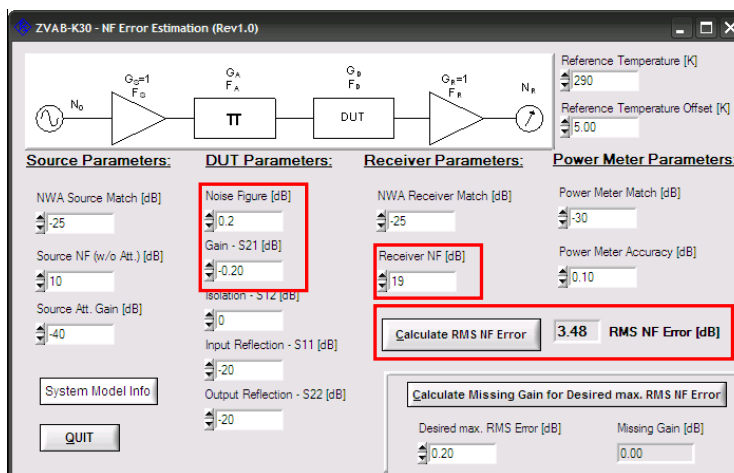 ZVAB-K30 - NF Error Estimation (Rev1.0)
G_G=1
F_G
G_A
F_A
G_D
F_D
G_R=1
F_R
N_0
N_R
π
DUT
Reference Temperature [K]
290
Reference Temperature Offset [K]
5.00
Source Parameters:
DUT Parameters:
Receiver Parameters:
Power Meter Parameters:
NWA Source Match [dB]
-25
Source NF (w/o Att.) [dB]
10
Source Att. Gain [dB]
-40
Noise Figure [dB]
0.2
Gain - S21 [dB]
-0.20
Isolation - S12 [dB]
0
Input Reflection - S11 [dB]
-20
Output Reflection - S22 [dB]
-20
NWA Receiver Match [dB]
-25
Receiver NF [dB]
19
Power Meter Match [dB]
-30
Power Meter Accuracy [dB]
0.10
Calculate RMS NF Error
3.48
RMS NF Error [dB]
System Model Info
QUIT
Calculate Missing Gain for Desired max. RMS NF Error
Desired max. RMS Error [dB]
0.20
Missing Gain [dB]
0.00